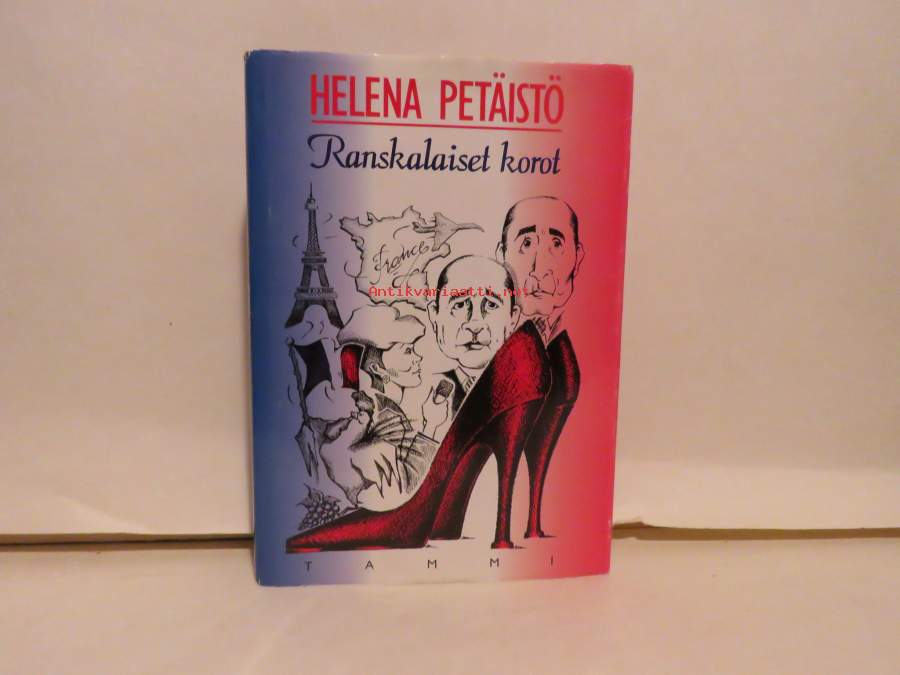 HELENA PETÄISTÖ
Ranskalaiset korot
France
Antikvariaatti.net
TAMMI